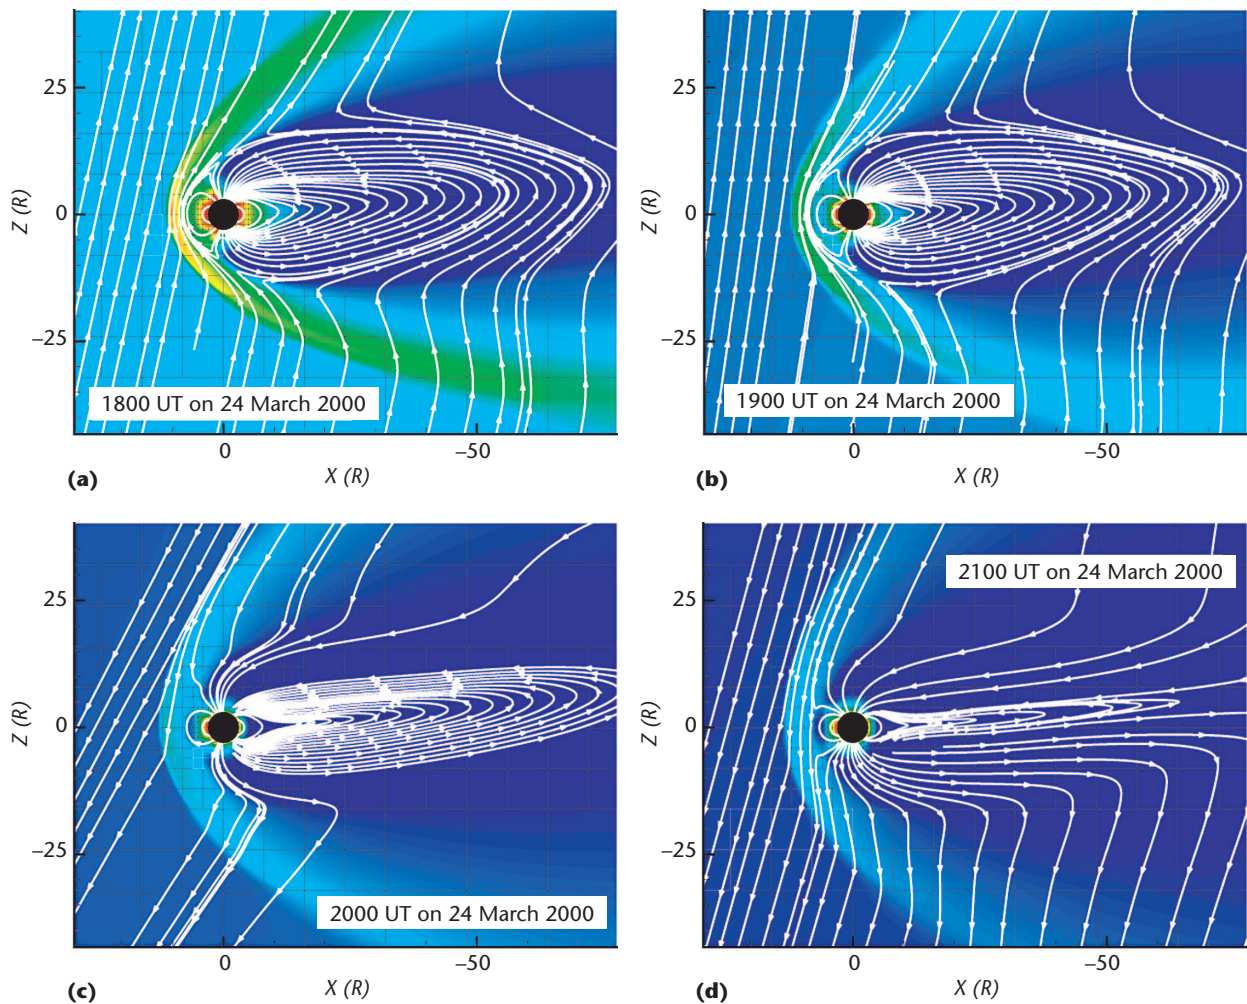 25
0
−25
Z (R)
1800 UT on 24 March 2000
0
−50
X (R)
(a)
25
0
−25
Z (R)
1900 UT on 24 March 2000
0
−50
X (R)
(b)
25
0
−25
Z (R)
2000 UT on 24 March 2000
0
−50
X (R)
(c)
2100 UT on 24 March 2000
25
0
−25
Z (R)
0
−50
X (R)
(d)